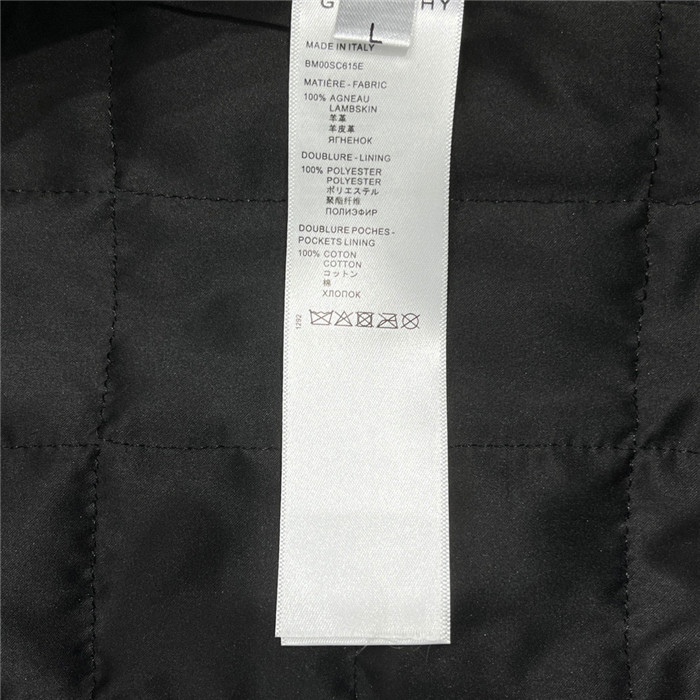 G HY
L
MADE IN ITALY
BM00SC615E
MATIÈRE - FABRIC
100% AGNEAU
LAMBSKIN
羊革
羊皮革
ЯГНЕНОК
DOUBLURE - LINING
100% POLYESTER
POLYESTER
ポリエステル
聚酯纤维
ПОЛИЭФИР
DOUBLURE POCHES -
POCKETS LINING
100% COTON
COTTON
コットン
棉
ХЛОПОК
1292